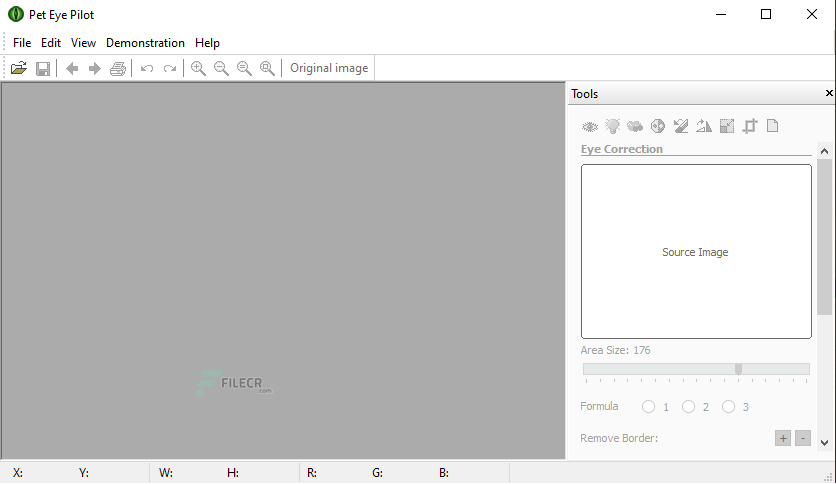 Pet Eye Pilot
File Edit View Demonstration Help
Original image
Tools
Eye Correction
Source Image
Area Size: 176
Formula 1 2 3
Remove Border: + -
FILECR
.com
X: Y: W: H: R: G: B: